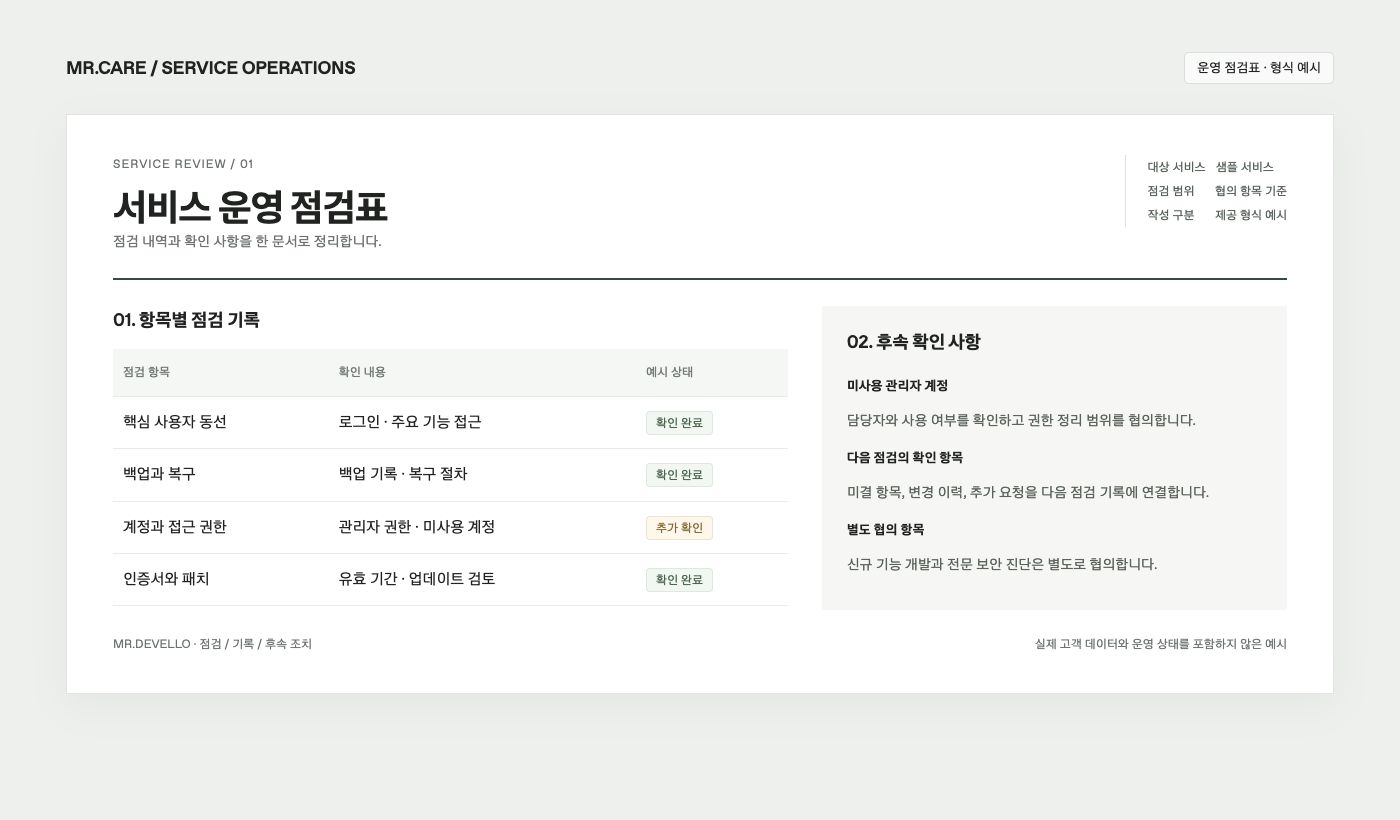 MR.CARE / SERVICE OPERATIONS
운영 점검표 · 형식 예시
SERVICE REVIEW / 01
서비스 운영 점검표
점검 내역과 확인 사항을 한 문서로 정리합니다.
대상 서비스 샘플 서비스
점검 범위 협의 항목 기준
작성 구분 제공 형식 예시
01. 항목별 점검 기록
점검 항목 확인 내용 예시 상태
핵심 사용자 동선 로그인 · 주요 기능 접근 확인 완료
백업과 복구 백업 기록 · 복구 절차 확인 완료
계정과 접근 권한 관리자 권한 · 미사용 계정 추가 확인
인증서와 패치 유효 기간 · 업데이트 검토 확인 완료
02. 후속 확인 사항
미사용 관리자 계정
담당자와 사용 여부를 확인하고 권한 정리 범위를 협의합니다.
다음 점검의 확인 항목
미결 항목, 변경 이력, 추가 요청을 다음 점검 기록에 연결합니다.
별도 협의 항목
신규 기능 개발과 전문 보안 진단은 별도로 협의합니다.
MR.DEVELLO · 점검 / 기록 / 후속 조치
실제 고객 데이터와 운영 상태를 포함하지 않은 예시